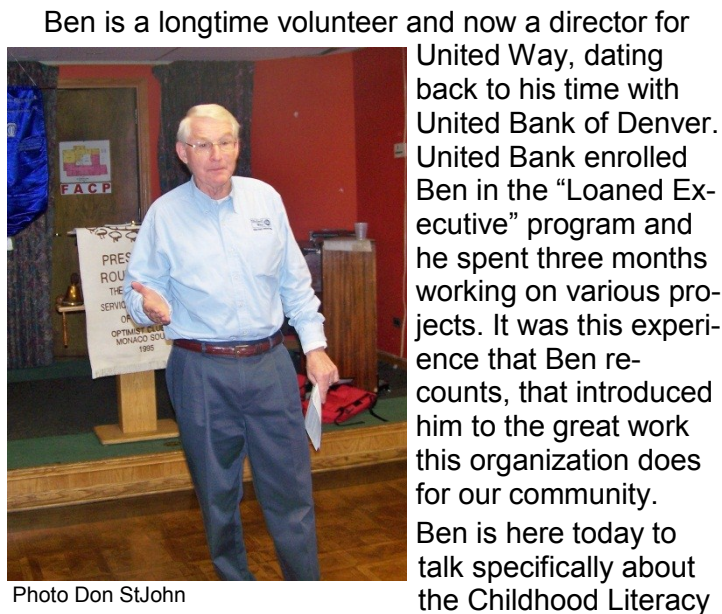 Ben is a longtime volunteer and now a director for
United Way, dating
back to his time with
United Bank of Denver.
United Bank enrolled
Ben in the “Loaned Ex-
ecutive” program and
he spent three months
working on various pro-
jects. It was this experi-
ence that Ben re-
counts, that introduced
him to the great work
this organization does
for our community.
Ben is here today to
talk specifically about
the Childhood Literacy
FACP
PRES
ROU
THE
SERVIC
OF
OPTIMIST CLUB
MONACO SOU
1995
Photo Don StJohn